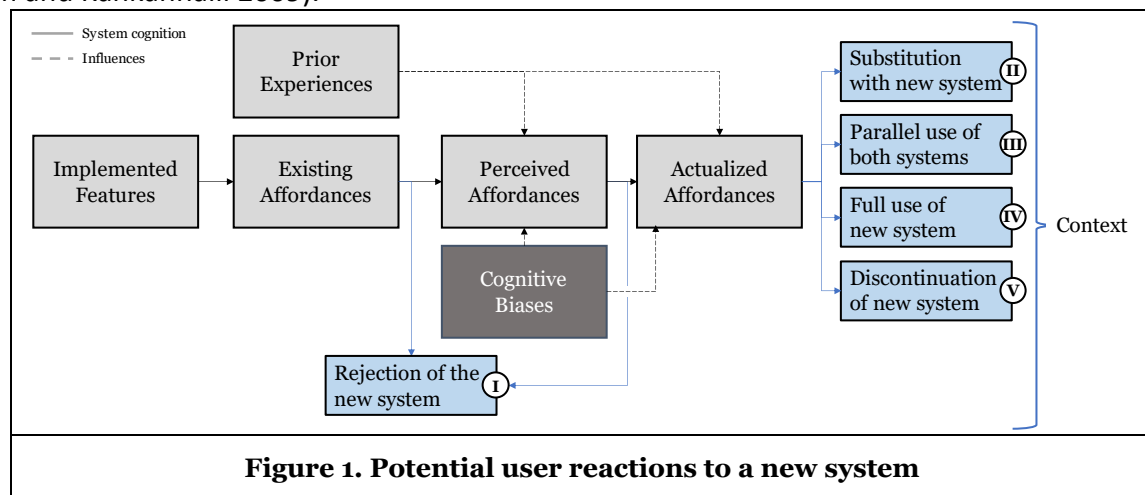 System cognition
Influences
Prior
Experiences
Implemented
Features
Existing
Affordances
Perceived
Affordances
Actualized
Affordances
Cognitive
Biases
Rejection of the
new system
I
Substitution
with new system
II
Parallel use of
both systems
III
Full use of
new system
IV
Discontinuation
of new system
V
Context
Figure 1. Potential user reactions to a new system